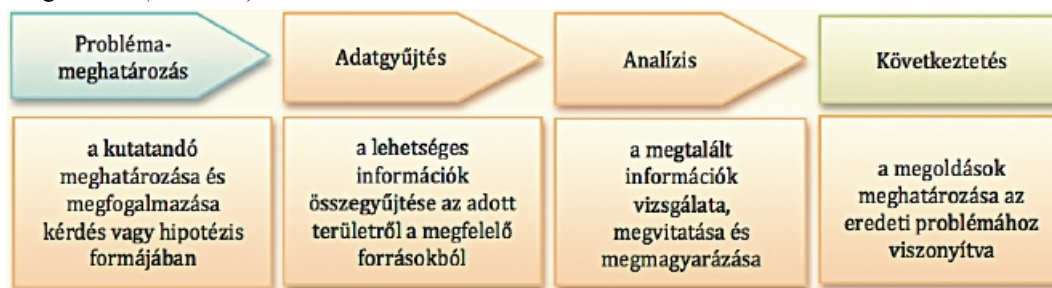 Probléma-
meghatározás
Adatgyűjtés
Analízis
Következtetés
a kutatandó
meghatározása és
megfogalmazása
kérdés vagy hipotézis
formájában
a lehetséges
információk
összegyűjtése az adott
területről a megfelelő
forrásokból
a megtalált
információk
vizsgálata,
megvitatása és
megmagyarázása
a megoldások
meghatározása az
eredeti problémához
viszonyítva